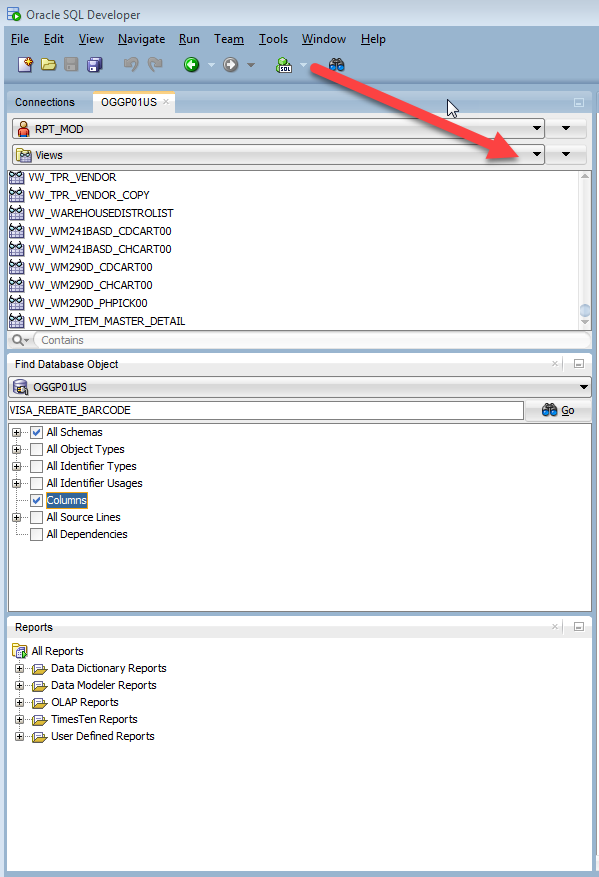 Oracle SQL Developer
File Edit View Navigate Run Team Tools Window Help
SQL
Connections OGGP01US
RPT_MOD
Views
VW_TPR_VENDOR
VW_TPR_VENDOR_COPY
VW_WAREHOUSEDISTROLIST
VW_WM241BASD_CDCART00
VW_WM241BASD_CHCART00
VW_WM290D_CDCART00
VW_WM290D_CHCART00
VW_WM290D_PHPICK00
VW_WM_ITEM_MASTER_DETAIL
Contains
Find Database Object
OGGP01US
VISA_REBATE_BARCODE Go
All Schemas
All Object Types
All Identifier Types
All Identifier Usages
Columns
All Source Lines
All Dependencies
Reports
All Reports
Data Dictionary Reports
Data Modeler Reports
OLAP Reports
TimesTen Reports
User Defined Reports